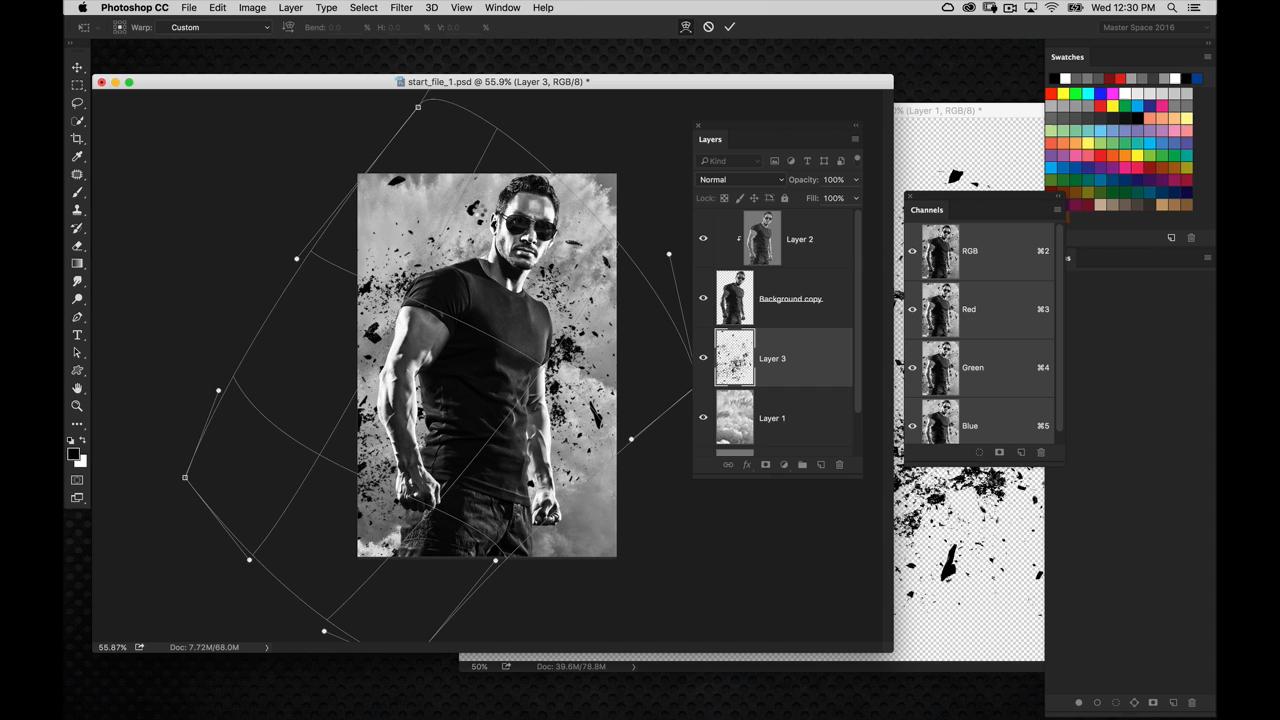 Photoshop CC File Edit Image Layer Type Select Filter 3D View Window Help Wed 12:30 PM
Warp: Custom Bend: 0.0 % H: 0.0 % V: 0.0 % Master Space 2016
start_file_1.psd @ 55.9% (Layer 3, RGB/8) *
(Layer 1, RGB/8) *
Swatches
Layers
Kind
Normal Opacity: 100%
Lock: Fill: 100%
Layer 2
Background copy
Layer 3
Layer 1
Channels
RGB ⌘2
Red ⌘3
Green ⌘4
Blue ⌘5
55.87% Doc: 7.72M/68.0M
50% Doc: 39.6M/78.8M